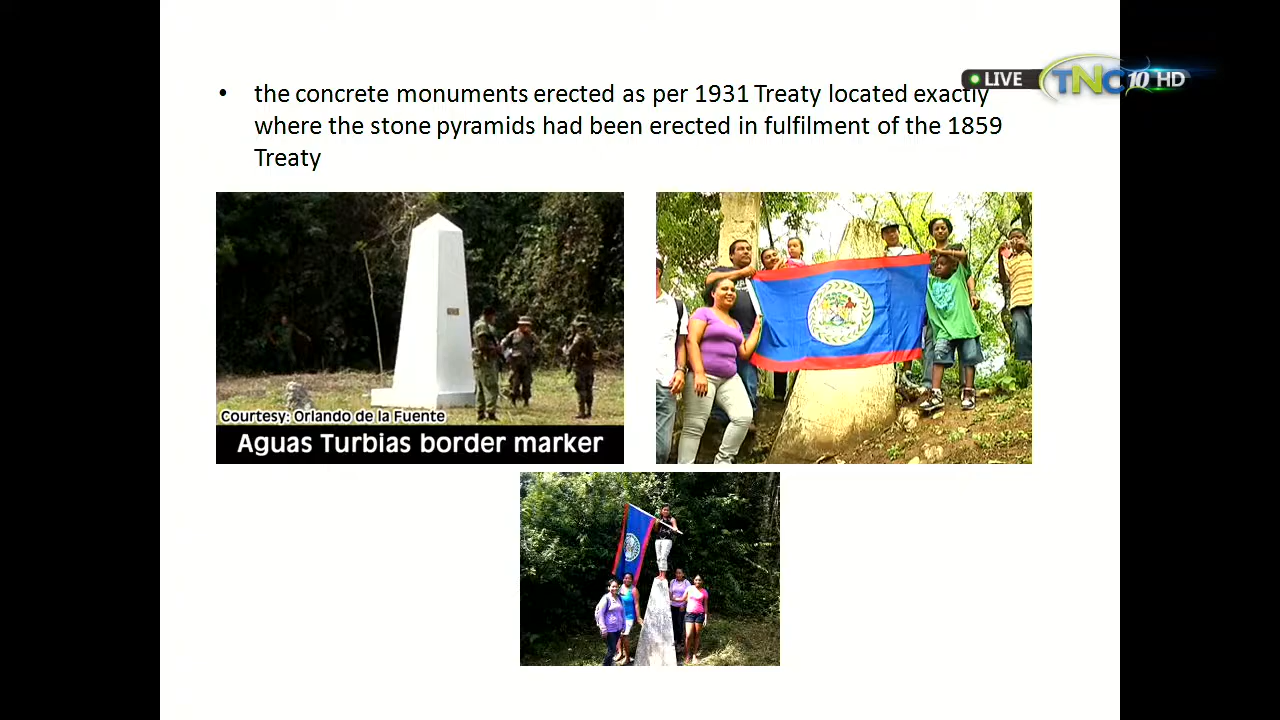 LIVE TNC 10 HD
• the concrete monuments erected as per 1931 Treaty located exactly
where the stone pyramids had been erected in fulfilment of the 1859
Treaty
Courtesy: Orlando de la Fuente
Aguas Turbias border marker